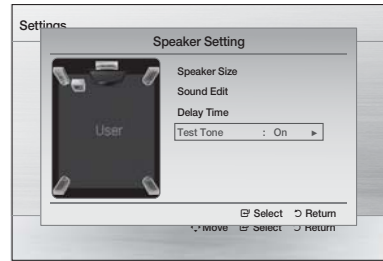 Settings
Speaker Setting
Speaker Size
Sound Edit
Delay Time
User
Test Tone : On ►
Select Return
Move Select Return